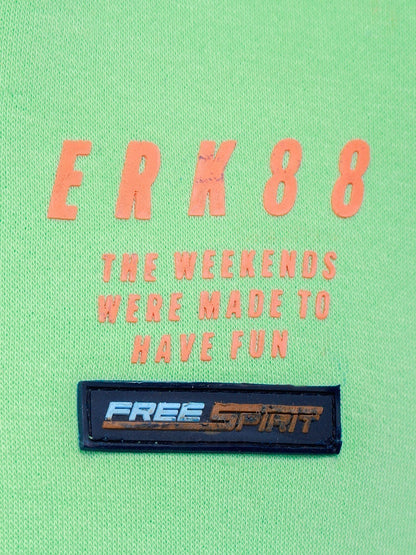 ERK88
THE WEEKENDS
WERE MADE TO
HAVE FUN
FREE SPIRIT